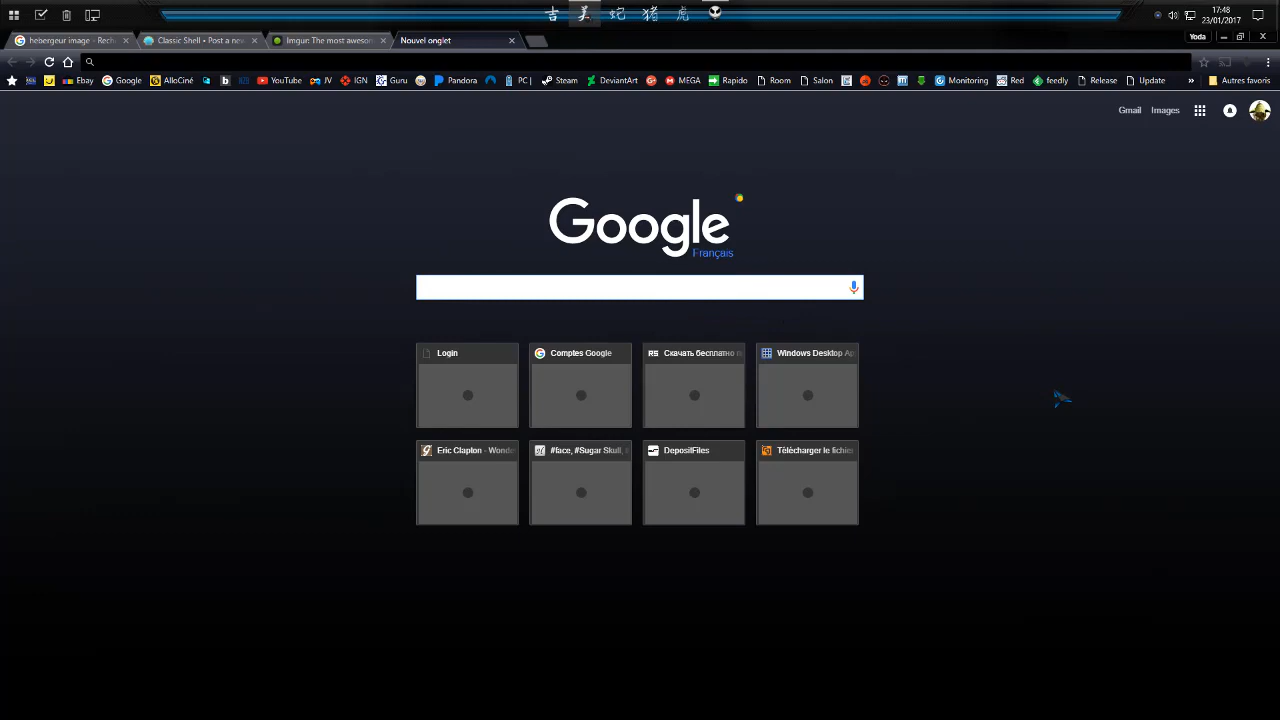 吉 美 蛇 猪 虎
17:48
23/01/2017
hebergeur image - Rech
Classic Shell • Post a new
Imgur: The most awesom
Nouvel onglet
Yoda
Ebay Google AlloCiné YouTube JV IGN Guru Pandora PC | Steam DeviantArt MEGA Rapido Room Salon Monitoring Red feedly Release Update » Autres favoris
Gmail Images
Google
Français
Login
Comptes Google
RS Скачать бесплатно п
Windows Desktop Ap
Eric Clapton - Wonde
#face, #Sugar Skull,
DepositFiles
Télécharger le fichie